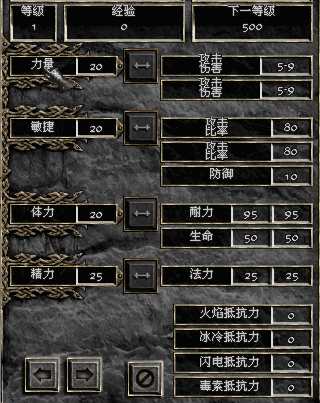 等级 经验 下一等级
1 0 500
力量 20 攻击伤害 5-9
攻击伤害 5-9
敏捷 20 攻击比率 80
攻击比率 80
防御 10
体力 20 耐力 95 95
生命 50 50
精力 25 法力 25 25
火焰抵抗力 0
冰冷抵抗力 0
闪电抵抗力 0
毒素抵抗力 0